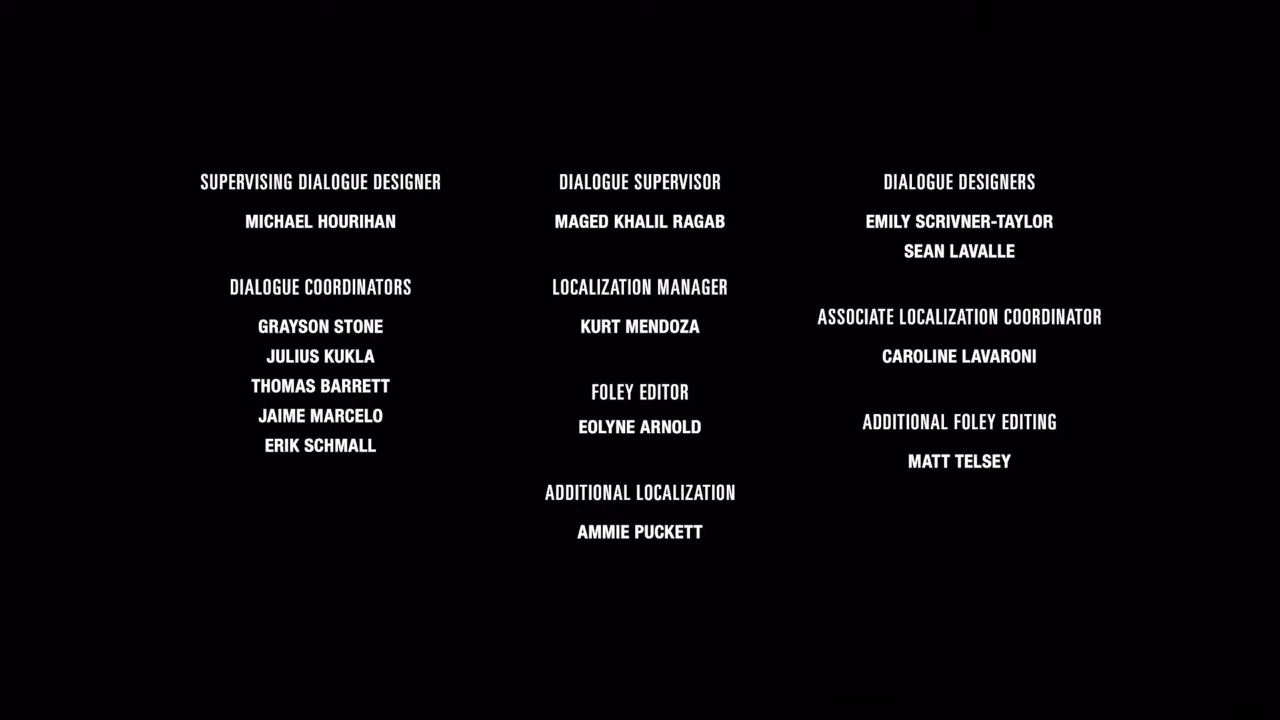 SUPERVISING DIALOGUE DESIGNER
MICHAEL HOURIHAN
DIALOGUE COORDINATORS
GRAYSON STONE
JULIUS KUKLA
THOMAS BARRETT
JAIME MARCELO
ERIK SCHMALL
DIALOGUE SUPERVISOR
MAGED KHALIL RAGAB
LOCALIZATION MANAGER
KURT MENDOZA
FOLEY EDITOR
EOLYNE ARNOLD
ADDITIONAL LOCALIZATION
AMMIE PUCKETT
DIALOGUE DESIGNERS
EMILY SCRIVNER-TAYLOR
SEAN LAVALLE
ASSOCIATE LOCALIZATION COORDINATOR
CAROLINE LAVARONI
ADDITIONAL FOLEY EDITING
MATT TELSEY